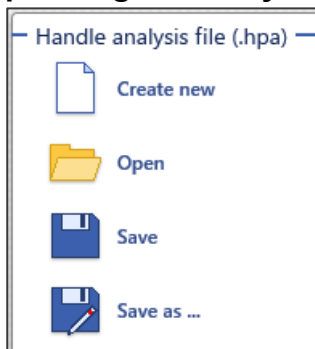 Handle analysis file (.hpa)
Create new
Open
Save
Save as ...